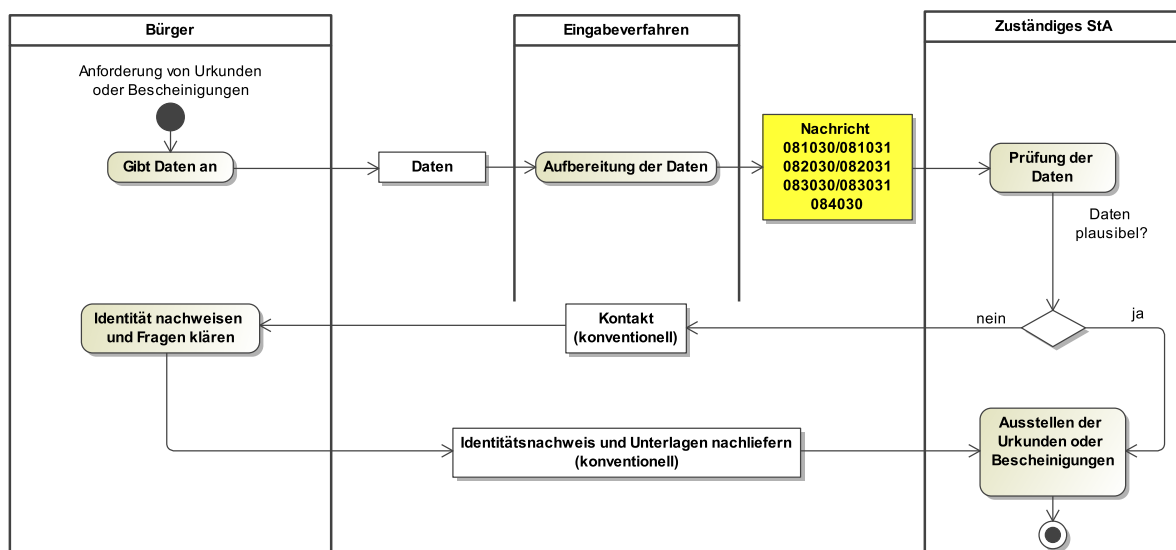 Bürger
Eingabeverfahren
Zuständiges StA
Anforderung von Urkunden
oder Bescheinigungen
Gibt Daten an
Daten
Aufbereitung der Daten
Nachricht
081030/081031
082030/082031
083030/083031
084030
Prüfung der
Daten
Daten
plausibel?
Identität nachweisen
und Fragen klären
Kontakt
(konventionell)
nein
ja
Identitätsnachweis und Unterlagen nachliefern
(konventionell)
Ausstellen der
Urkunden oder
Bescheinigungen